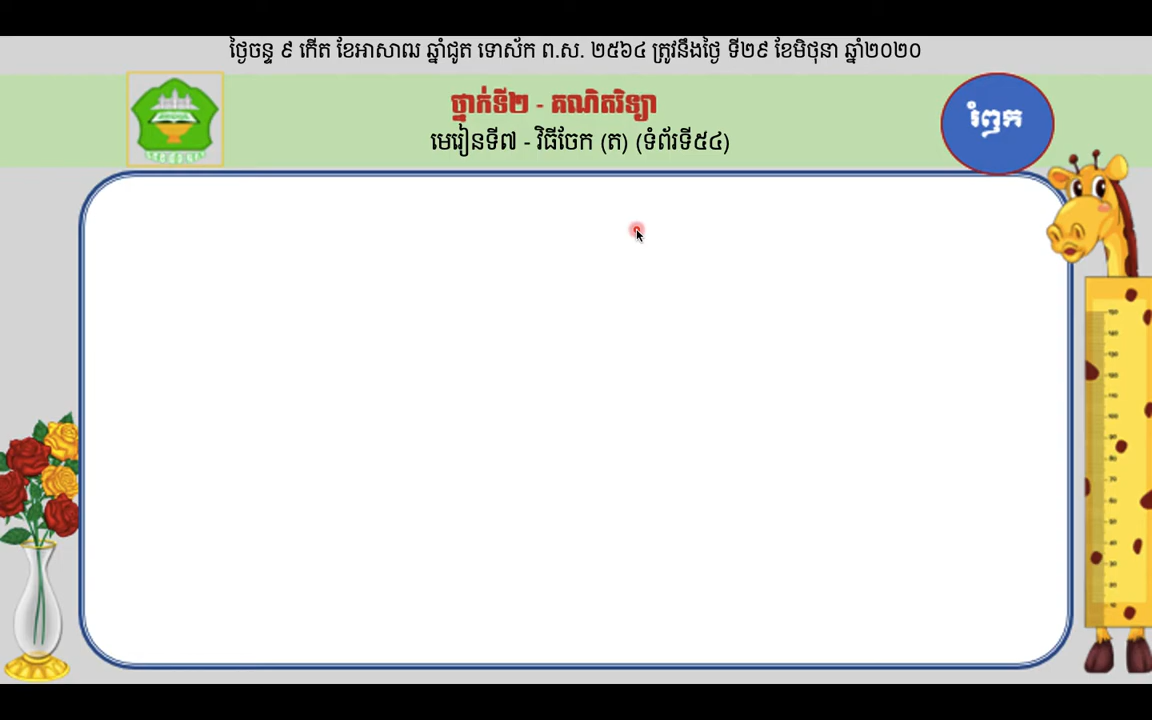 ថ្ងៃចន្ទ ៩ កើត ខែអាសាឍ ឆ្នាំជូត ទោស័ក ព.ស. ២៥៦៤ ត្រូវនឹងថ្ងៃ ទី២៩ ខែមិថុនា ឆ្នាំ២០២០
ថ្នាក់ទី២ - គណិតវិទ្យា
មេរៀនទី៧ - វិធីចែក (ត) (ទំព័រទី៥៤)
រំឭក